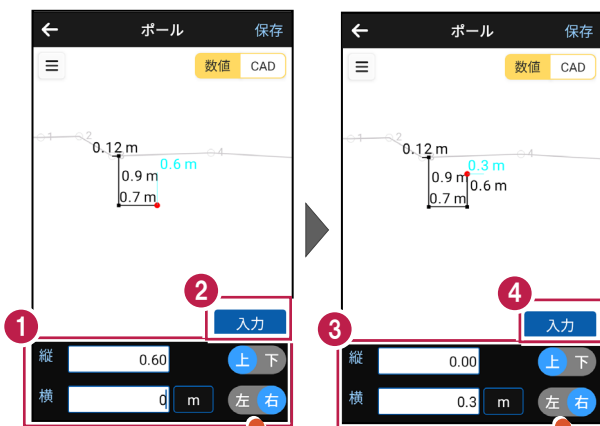 ポール 保存
数値 CAD
1 2 4
0.12 m
0.6 m
0.9 m
0.7 m
2
入力
1
縦 0.60 上 下
横 0 m 左 右
ポール 保存
数値 CAD
1 2 4
0.12 m
0.3 m
0.9 m
0.6 m
0.7 m
4
入力
3
縦 0.00 上 下
横 0.3 m 左 右